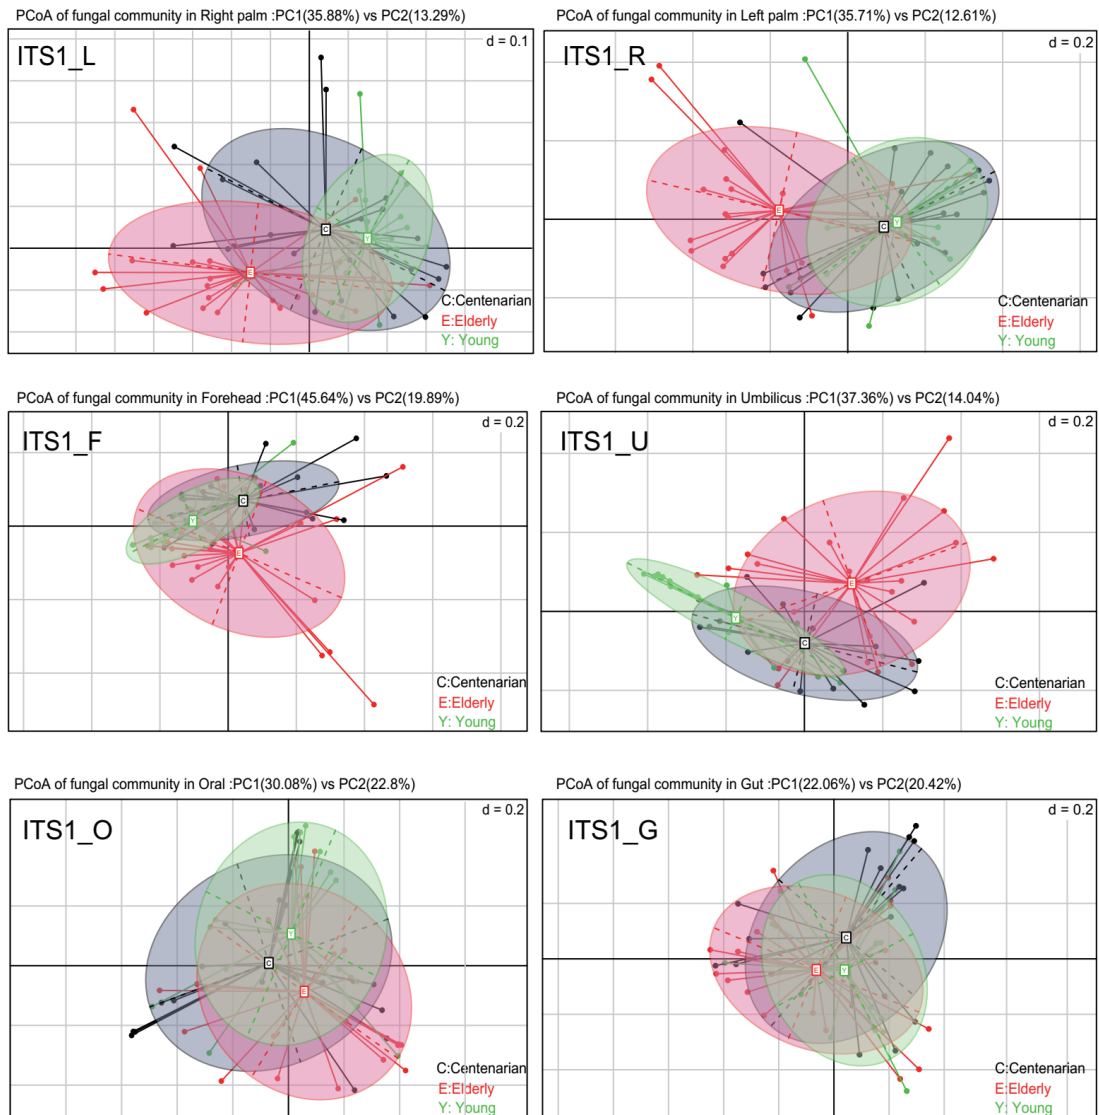 PCoA of fungal community in Right palm :PC1(35.88%) vs PC2(13.29%)
d = 0.1
ITS1_L
E
C
Y
C:Centenarian
E:Elderly
Y: Young
PCoA of fungal community in Left palm :PC1(35.71%) vs PC2(12.61%)
d = 0.2
ITS1_R
E
C
Y
C:Centenarian
E:Elderly
Y: Young
PCoA of fungal community in Forehead :PC1(45.64%) vs PC2(19.89%)
d = 0.2
ITS1_F
C
Y
E
C:Centenarian
E:Elderly
Y: Young
PCoA of fungal community in Umbilicus :PC1(37.36%) vs PC2(14.04%)
d = 0.2
ITS1_U
E
Y
C
C:Centenarian
E:Elderly
Y: Young
PCoA of fungal community in Oral :PC1(30.08%) vs PC2(22.8%)
d = 0.2
ITS1_O
Y
C
E
C:Centenarian
E:Elderly
Y: Young
PCoA of fungal community in Gut :PC1(22.06%) vs PC2(20.42%)
d = 0.2
ITS1_G
C
E
Y
C:Centenarian
E:Elderly
Y: Young